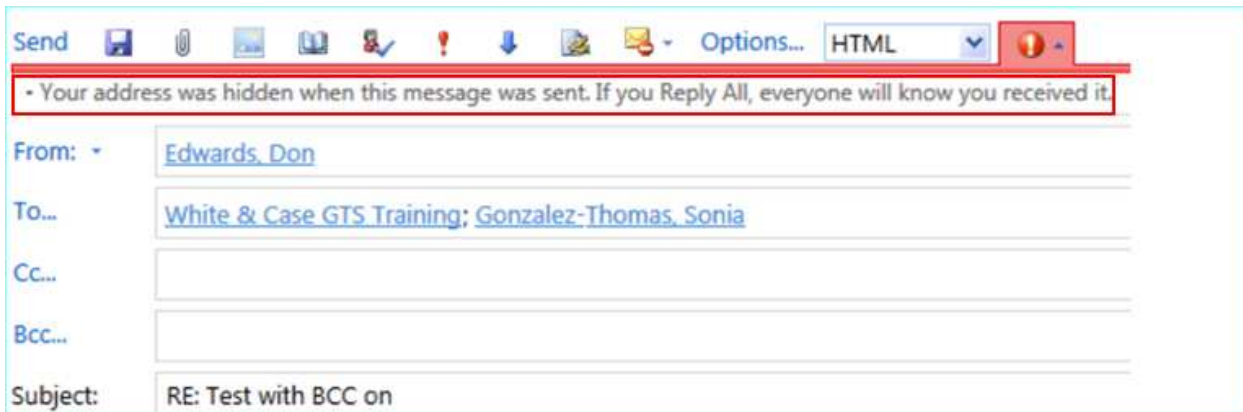 Send Options... HTML
• Your address was hidden when this message was sent. If you Reply All, everyone will know you received it.
From: Edwards, Don
To... White & Case GTS Training; Gonzalez-Thomas, Sonia
Cc...
Bcc...
Subject: RE: Test with BCC on